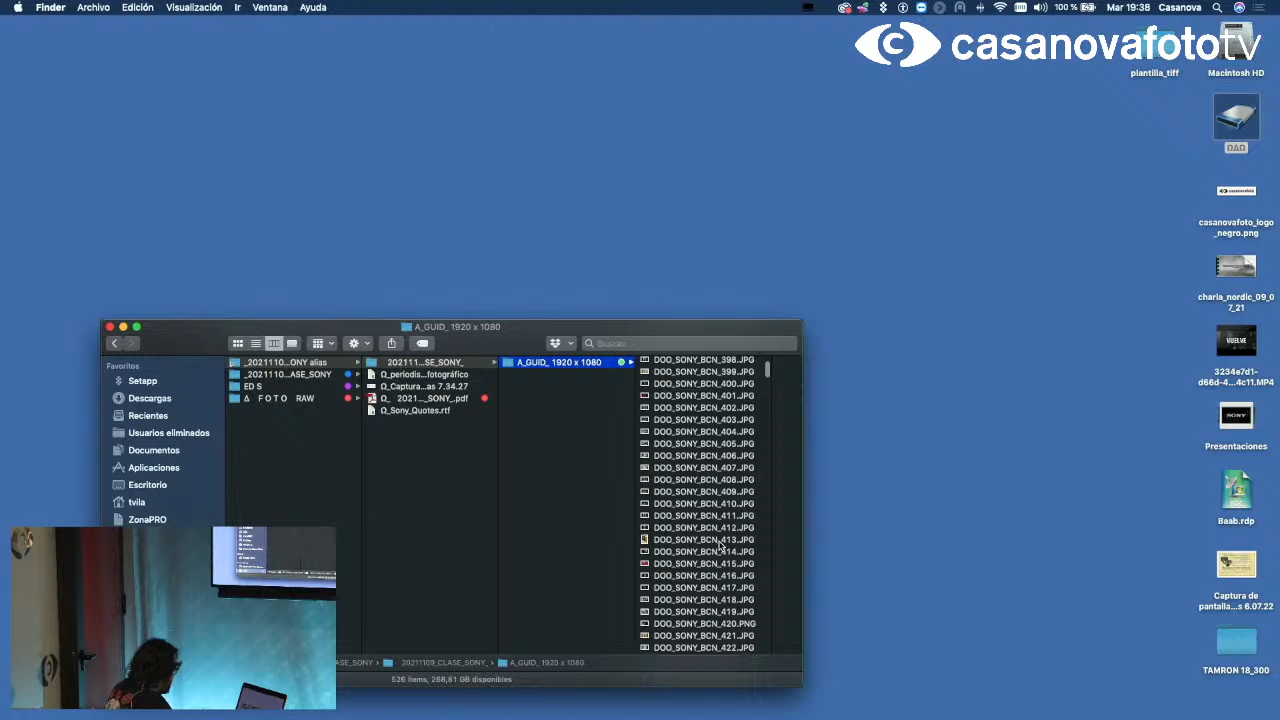 Finder Archivo Edición Visualización Ir Ventana Ayuda
100 % Mar 19:38 Casanova
casanovafototv
plantilla_tiff
Macintosh HD
ΩΔΩ
casanovafoto_logo
_negro.png
charla_nordic_09_0
7_21
VUELVE
3234e7d1-
d66d-4...4c11.MP4
SONY
Presentaciones
Baab.rdp
Captura de
pantalla...s 6.07.22
TAMRON 18_300
A_GUID_ 1920 x 1080
Buscar
Favoritos
Setapp
Descargas
Recientes
Usuarios eliminados
Documentos
Aplicaciones
Escritorio
tvila
ZonaPRO
_20211110...ONY alias
_20211110...ASE_SONY
ED S
Δ F O T O RAW
202111...SE_SONY_
Ω_periodis...fotográfico
Ω_Captura...as 7.34.27
Ω_ 2021..._SONY_.pdf
Ω_Sony_Quotes.rtf
A_GUID_ 1920 x 1080
DOO_SONY_BCN_398.JPG
DOO_SONY_BCN_399.JPG
DOO_SONY_BCN_400.JPG
DOO_SONY_BCN_401.JPG
DOO_SONY_BCN_402.JPG
DOO_SONY_BCN_403.JPG
DOO_SONY_BCN_404.JPG
DOO_SONY_BCN_405.JPG
DOO_SONY_BCN_406.JPG
DOO_SONY_BCN_407.JPG
DOO_SONY_BCN_408.JPG
DOO_SONY_BCN_409.JPG
DOO_SONY_BCN_410.JPG
DOO_SONY_BCN_411.JPG
DOO_SONY_BCN_412.JPG
DOO_SONY_BCN_413.JPG
DOO_SONY_BCN_414.JPG
DOO_SONY_BCN_415.JPG
DOO_SONY_BCN_416.JPG
DOO_SONY_BCN_417.JPG
DOO_SONY_BCN_418.JPG
DOO_SONY_BCN_419.JPG
DOO_SONY_BCN_420.PNG
DOO_SONY_BCN_421.JPG
DOO_SONY_BCN_422.JPG
ASE_SONY 20211109_CLASE_SONY_ A_GUID_ 1920 x 1080
526 ítems, 268,81 GB disponibles